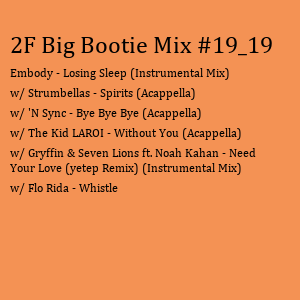 2F Big Bootie Mix #19_19
Embody - Losing Sleep (Instrumental Mix)
w/ Strumbellas - Spirits (Acappella)
w/ 'N Sync - Bye Bye Bye (Acappella)
w/ The Kid LAROI - Without You (Acappella)
w/ Gryffin & Seven Lions ft. Noah Kahan - Need
Your Love (yetep Remix) (Instrumental Mix)
w/ Flo Rida - Whistle